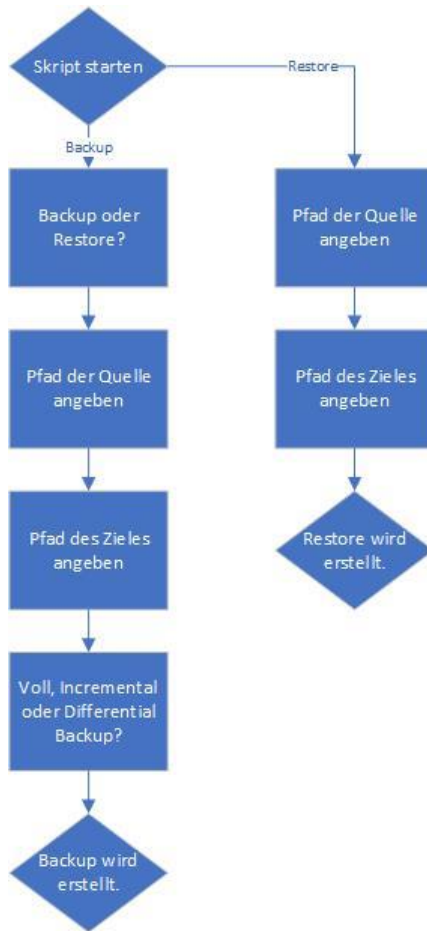 Skript starten
Restore
Backup
Backup oder
Restore?
Pfad der Quelle
angeben
Pfad der Quelle
angeben
Pfad des Zieles
angeben
Pfad des Zieles
angeben
Voll, Incremental
oder Differential
Backup?
Backup wird
erstellt.
Restore wird
erstellt.